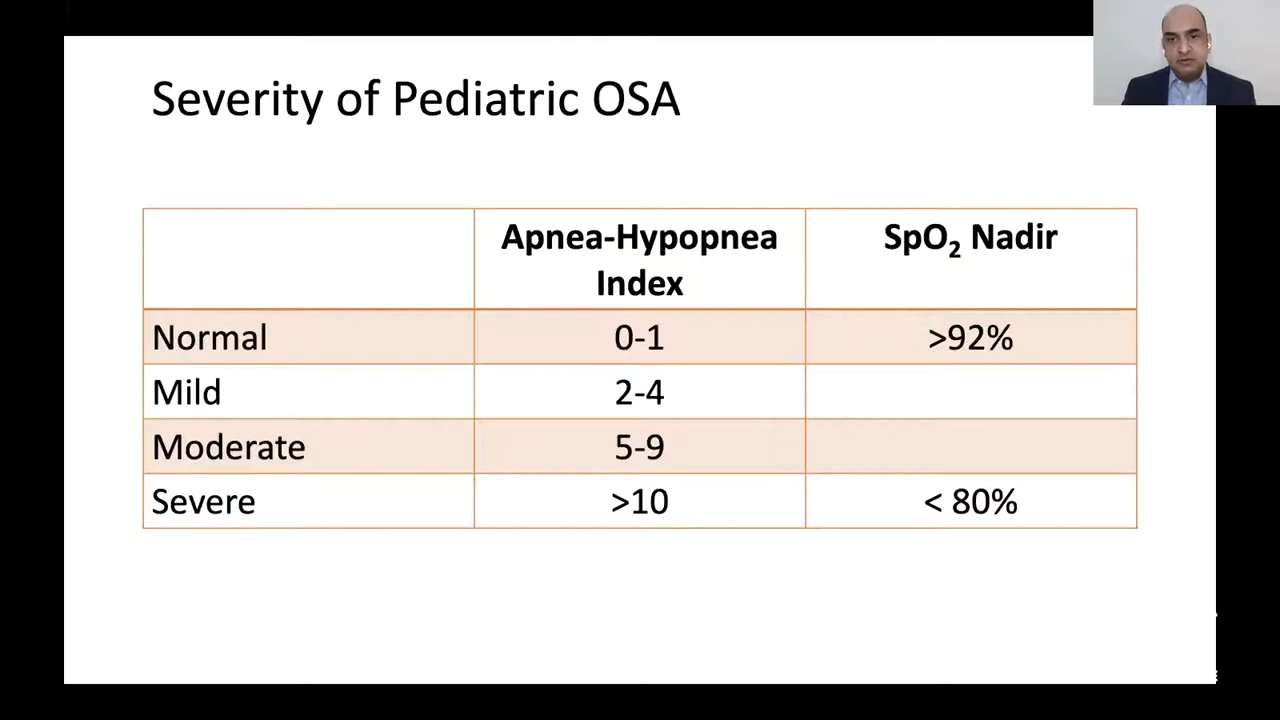 Severity of Pediatric OSA
Apnea-Hypopnea
Index
SpO₂ Nadir
Normal 0-1 >92%
Mild 2-4
Moderate 5-9
Severe >10 < 80%